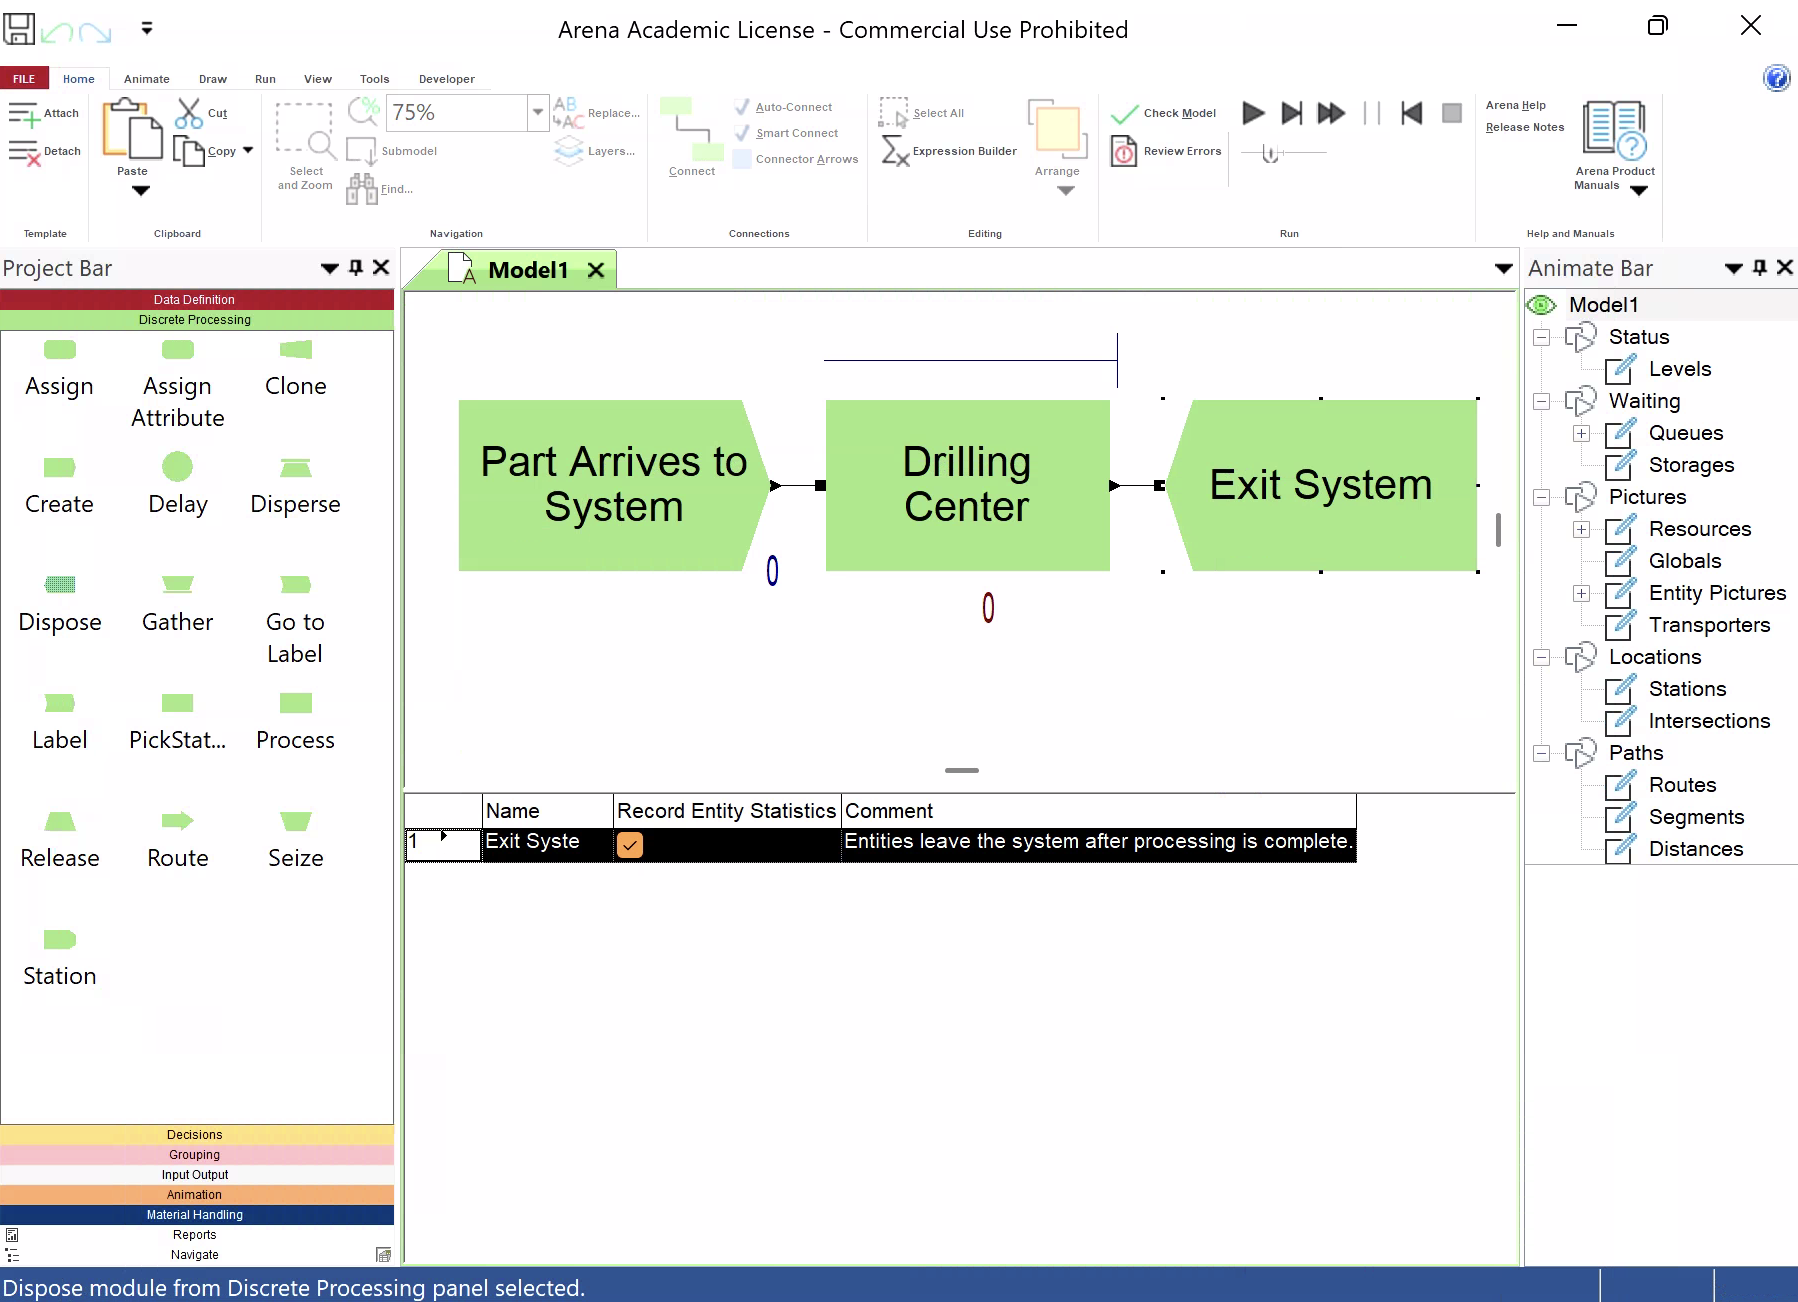 Arena Academic License - Commercial Use Prohibited
FILE Home Animate Draw Run View Tools Developer
Attach
Detach
Template
Paste
Cut
Copy
Clipboard
Select
and Zoom
75%
Submodel
Find...
Replace...
Layers...
Navigation
Connect
Auto-Connect
Smart Connect
Connector Arrows
Connections
Select All
Expression Builder
Arrange
Editing
Check Model
Review Errors
Run
Arena Help
Release Notes
Arena Product
Manuals
Help and Manuals
Project Bar
Data Definition
Discrete Processing
Assign
Assign
Attribute
Clone
Create
Delay
Disperse
Dispose
Gather
Go to
Label
Label
PickStat...
Process
Release
Route
Seize
Station
Decisions
Grouping
Input Output
Animation
Material Handling
Reports
Navigate
Model1
Part Arrives to
System
0
Drilling
Center
0
Exit System
Name Record Entity Statistics Comment
1 Exit Syste Entities leave the system after processing is complete.
Animate Bar
Model1
Status
Levels
Waiting
Queues
Storages
Pictures
Resources
Globals
Entity Pictures
Transporters
Locations
Stations
Intersections
Paths
Routes
Segments
Distances
Dispose module from Discrete Processing panel selected.